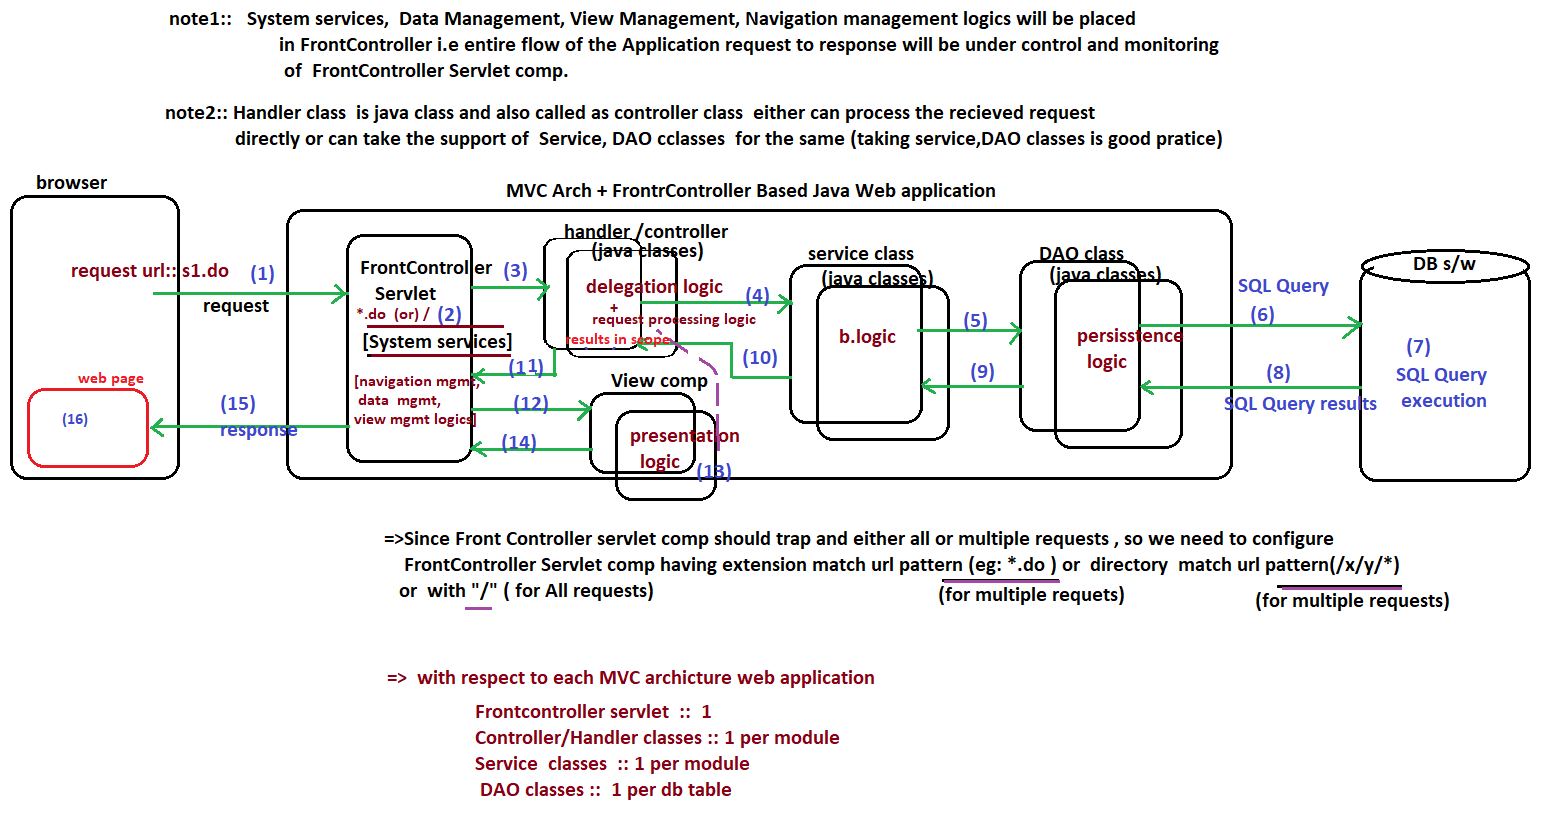 note1:: System services, Data Management, View Management, Navigation management logics will be placed
in FrontController i.e entire flow of the Application request to response will be under control and monitoring
of FrontController Servlet comp.
note2:: Handler class is java class and also called as controller class either can process the recieved request
directly or can take the support of Service, DAO cclasses for the same (taking service,DAO classes is good pratice)
browser
MVC Arch + FrontrController Based Java Web application
request url:: s1.do
(1)
request
FrontController
Servlet
*.do (or) / (2)
[System services]
[navigation mgmt,
data mgmt,
view mgmt logics]
(3)
handler /controller
(java classes)
delegation logic
+
request processing logic
results in scope
(4)
service class
(java classes)
b.logic
(5)
DAO class
(java classes)
persisstence
logic
SQL Query
(6)
DB s/w
(7)
SQL Query
execution
(8)
SQL Query results
(9)
(10)
(11)
View comp
(12)
presentation
logic
(13)
(14)
(15)
response
web page
(16)
=>Since Front Controller servlet comp should trap and either all or multiple requests , so we need to configure
FrontController Servlet comp having extension match url pattern (eg: *.do ) or directory match url pattern(/x/y/*)
or with "/" ( for All requests)
(for multiple requets)
(for multiple requests)
=> with respect to each MVC archicture web application
Frontcontroller servlet :: 1
Controller/Handler classes :: 1 per module
Service classes :: 1 per module
DAO classes :: 1 per db table